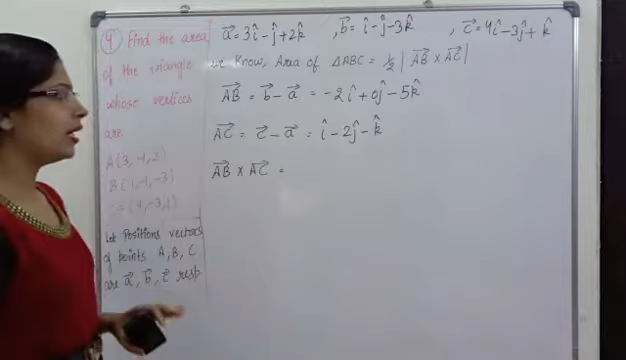 ④ Find the area of the triangle whose vertices are
A(3,-1,2)
B(1,-1,-3)
C=(4,-3,1)
Let Positions vectors of points A, B, C are a⃗, b⃗, c⃗ resp.
a⃗ = 3î-ĵ+2k̂ , b⃗ = î-ĵ-3k̂ , c⃗ = 4î-3ĵ+k̂
we know, Area of ΔABC = 1/2 |AB⃗ × AC⃗|
AB⃗ = b⃗ - a⃗ = -2î+0ĵ-5k̂
AC⃗ = c⃗ - a⃗ = î-2ĵ-k̂
AB⃗ × AC⃗ =